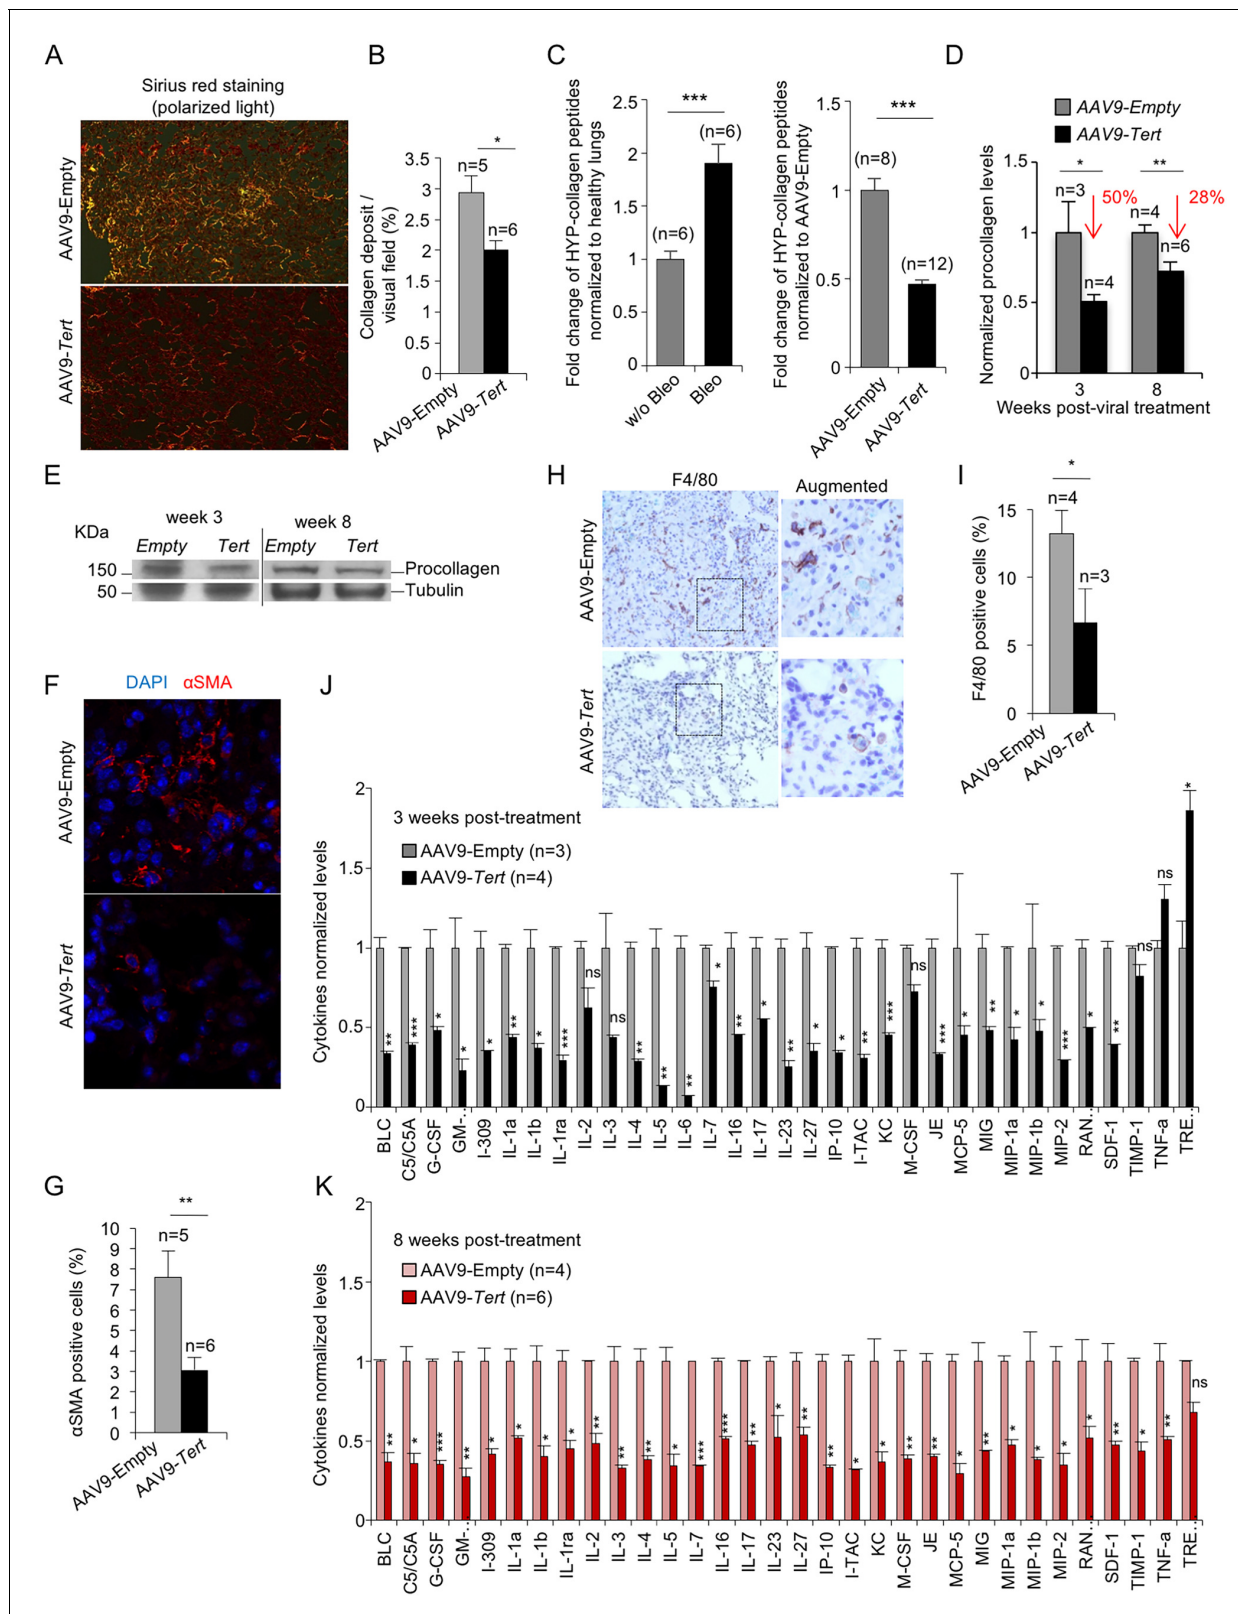 A
Sirius red staining
(polarized light)
AAV9-Empty
AAV9-Tert
B
Collagen deposit /
visual field (%)
3.5
3
2.5
2
1.5
1
0.5
0
n=5
*
n=6
AAV9-Empty
AAV9-Tert
C
Fold change of HYP-collagen peptides
normalized to healthy lungs
2.5
2
1.5
1
0.5
0
***
(n=6)
(n=6)
w/o Bleo
Bleo
Fold change of HYP-collagen peptides
normalized to AAV9-Empty
1.5
1
0.5
0
***
(n=8)
(n=12)
AAV9-Empty
AAV9-Tert
D
AAV9-Empty
AAV9-Tert
Normalized procollagen levels
1.5
1
0.5
0
*
**
n=3
50%
n=4
n=4
28%
n=6
3
8
Weeks post-viral treatment
E
week 3
week 8
KDa
Empty
Tert
Empty
Tert
150
Procollagen
50
Tubulin
F
DAPI αSMA
AAV9-Empty
AAV9-Tert
G
αSMA positive cells (%)
10
9
8
7
6
5
4
3
2
1
0
**
n=5
n=6
AAV9-Empty
AAV9-Tert
H
F4/80
Augmented
AAV9-Empty
AAV9-Tert
I
F4/80 positive cells (%)
15
10
5
0
*
n=4
n=3
AAV9-Empty
AAV9-Tert
J
Cytokines normalized levels
2
1.5
1
0.5
0
3 weeks post-treatment
AAV9-Empty (n=3)
AAV9-Tert (n=4)
** *** * * * ** * *** ns ns ** ** ** * ** * ** * * ** *** ns ** * ** * * *** * ** ns ns *
BLC
C5/C5A
G-CSF
GM-..
I-309
IL-1a
IL-1b
IL-1ra
IL-2
IL-3
IL-4
IL-5
IL-6
IL-7
IL-16
IL-17
IL-23
IL-27
IP-10
I-TAC
KC
M-CSF
JE
MCP-5
MIG
MIP-1a
MIP-1b
MIP-2
RAN..
SDF-1
TIMP-1
TNF-a
TRE..
K
Cytokines normalized levels
2
1.5
1
0.5
0
8 weeks post-treatment
AAV9-Empty (n=4)
AAV9-Tert (n=6)
** * *** ** * * * * ** ** ** * *** *** ** * ** ** * * ** ** * ** * * * * ** * ** ns
BLC
C5/C5A
G-CSF
GM-..
I-309
IL-1a
IL-1b
IL-1ra
IL-2
IL-3
IL-4
IL-5
IL-7
IL-16
IL-17
IL-23
IL-27
IP-10
I-TAC
KC
M-CSF
JE
MCP-5
MIG
MIP-1a
MIP-1b
MIP-2
RAN..
SDF-1
TIMP-1
TNF-a
TRE..